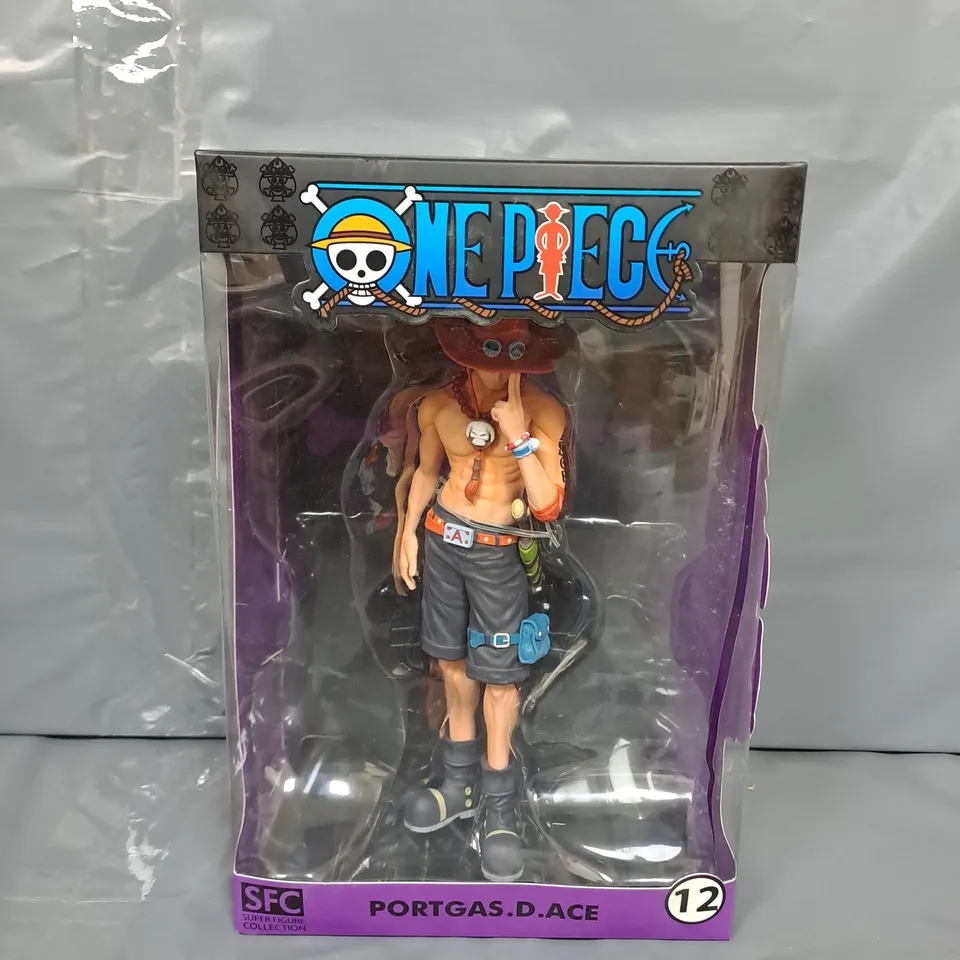 ONE PIECE
A
SFC
SUPER FIGURE
COLLECTION
PORTGAS.D.ACE
12